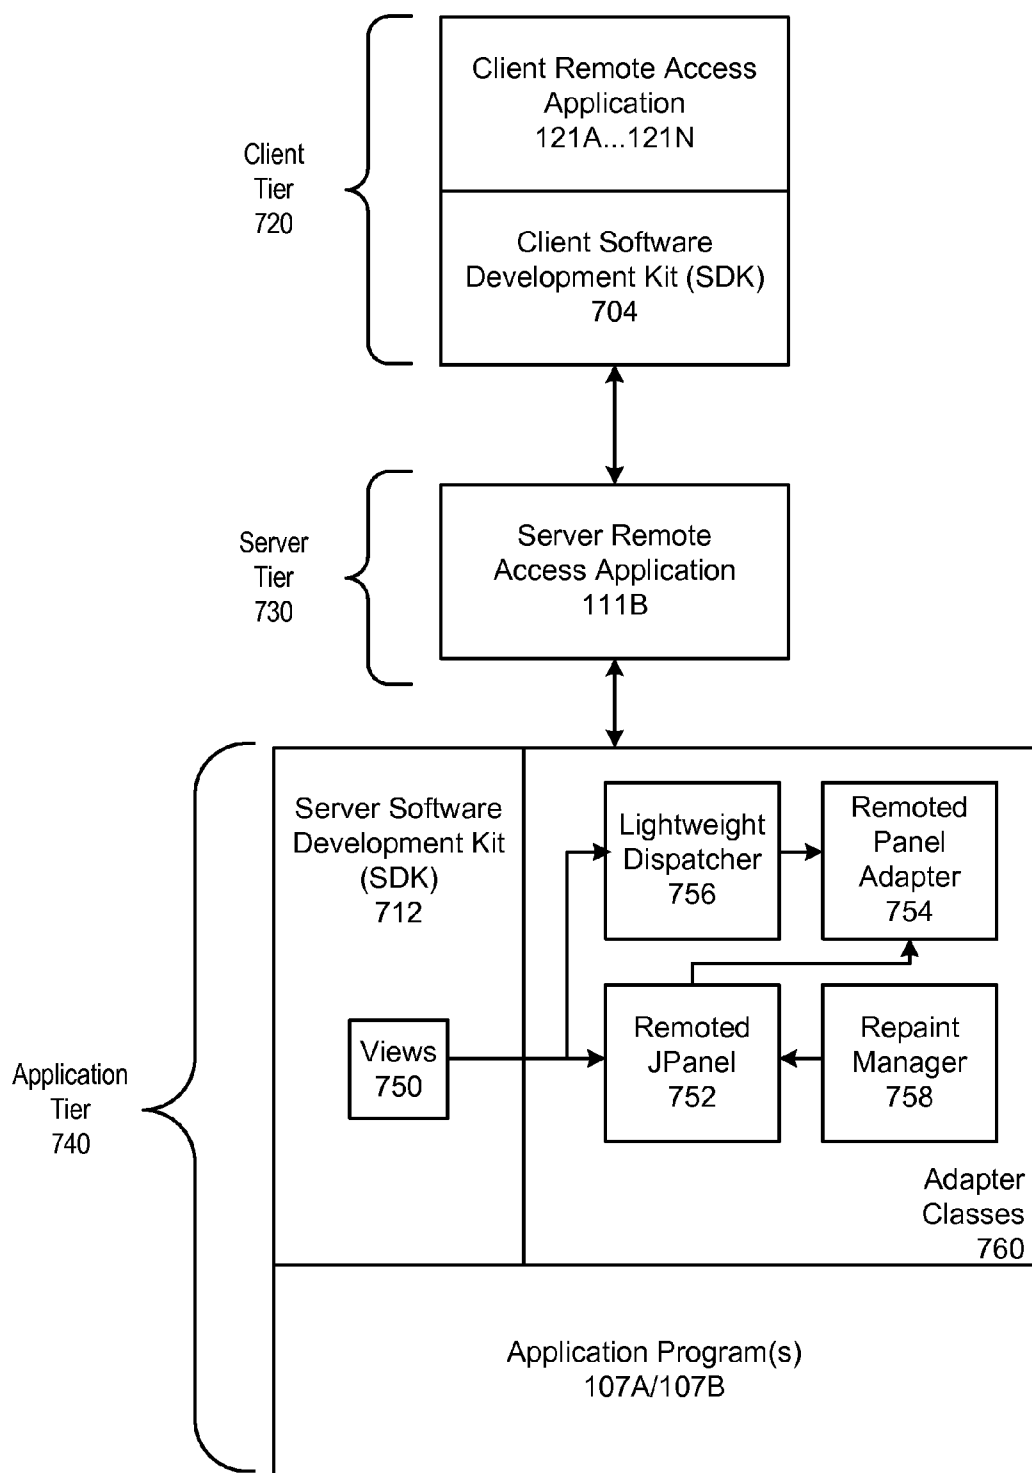 Client Remote Access
Application
121A...121N
Client
Tier
720
Client Software
Development Kit (SDK)
704
Server
Tier
730
Server Remote
Access Application
111B
Server Software
Development Kit
(SDK)
712
Lightweight
Dispatcher
756
Remoted
Panel
Adapter
754
Views
750
Remoted
JPanel
752
Repaint
Manager
758
Application
Tier
740
Adapter
Classes
760
Application Program(s)
107A/107B